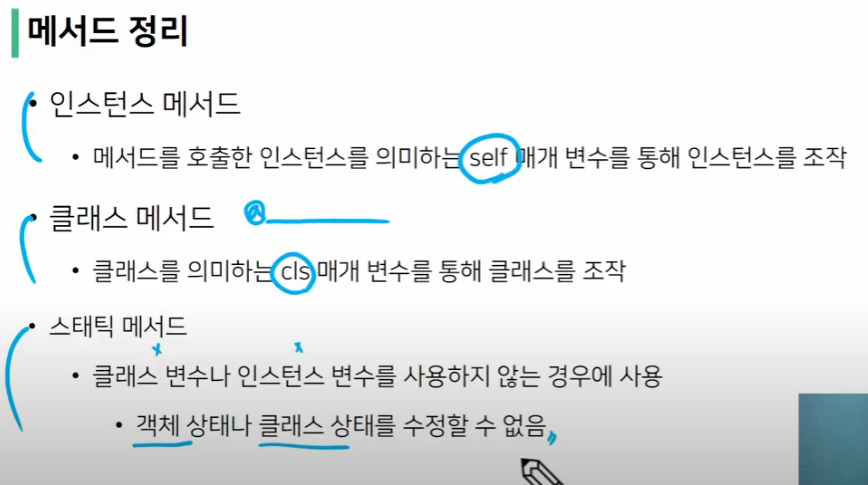 메서드 정리
• 인스턴스 메서드
• 메서드를 호출한 인스턴스를 의미하는 self 매개 변수를 통해 인스턴스를 조작
• 클래스 메서드 @
• 클래스를 의미하는 cls 매개 변수를 통해 클래스를 조작
• 스태틱 메서드
• 클래스 변수나 인스턴스 변수를 사용하지 않는 경우에 사용
• 객체 상태나 클래스 상태를 수정할 수 없음